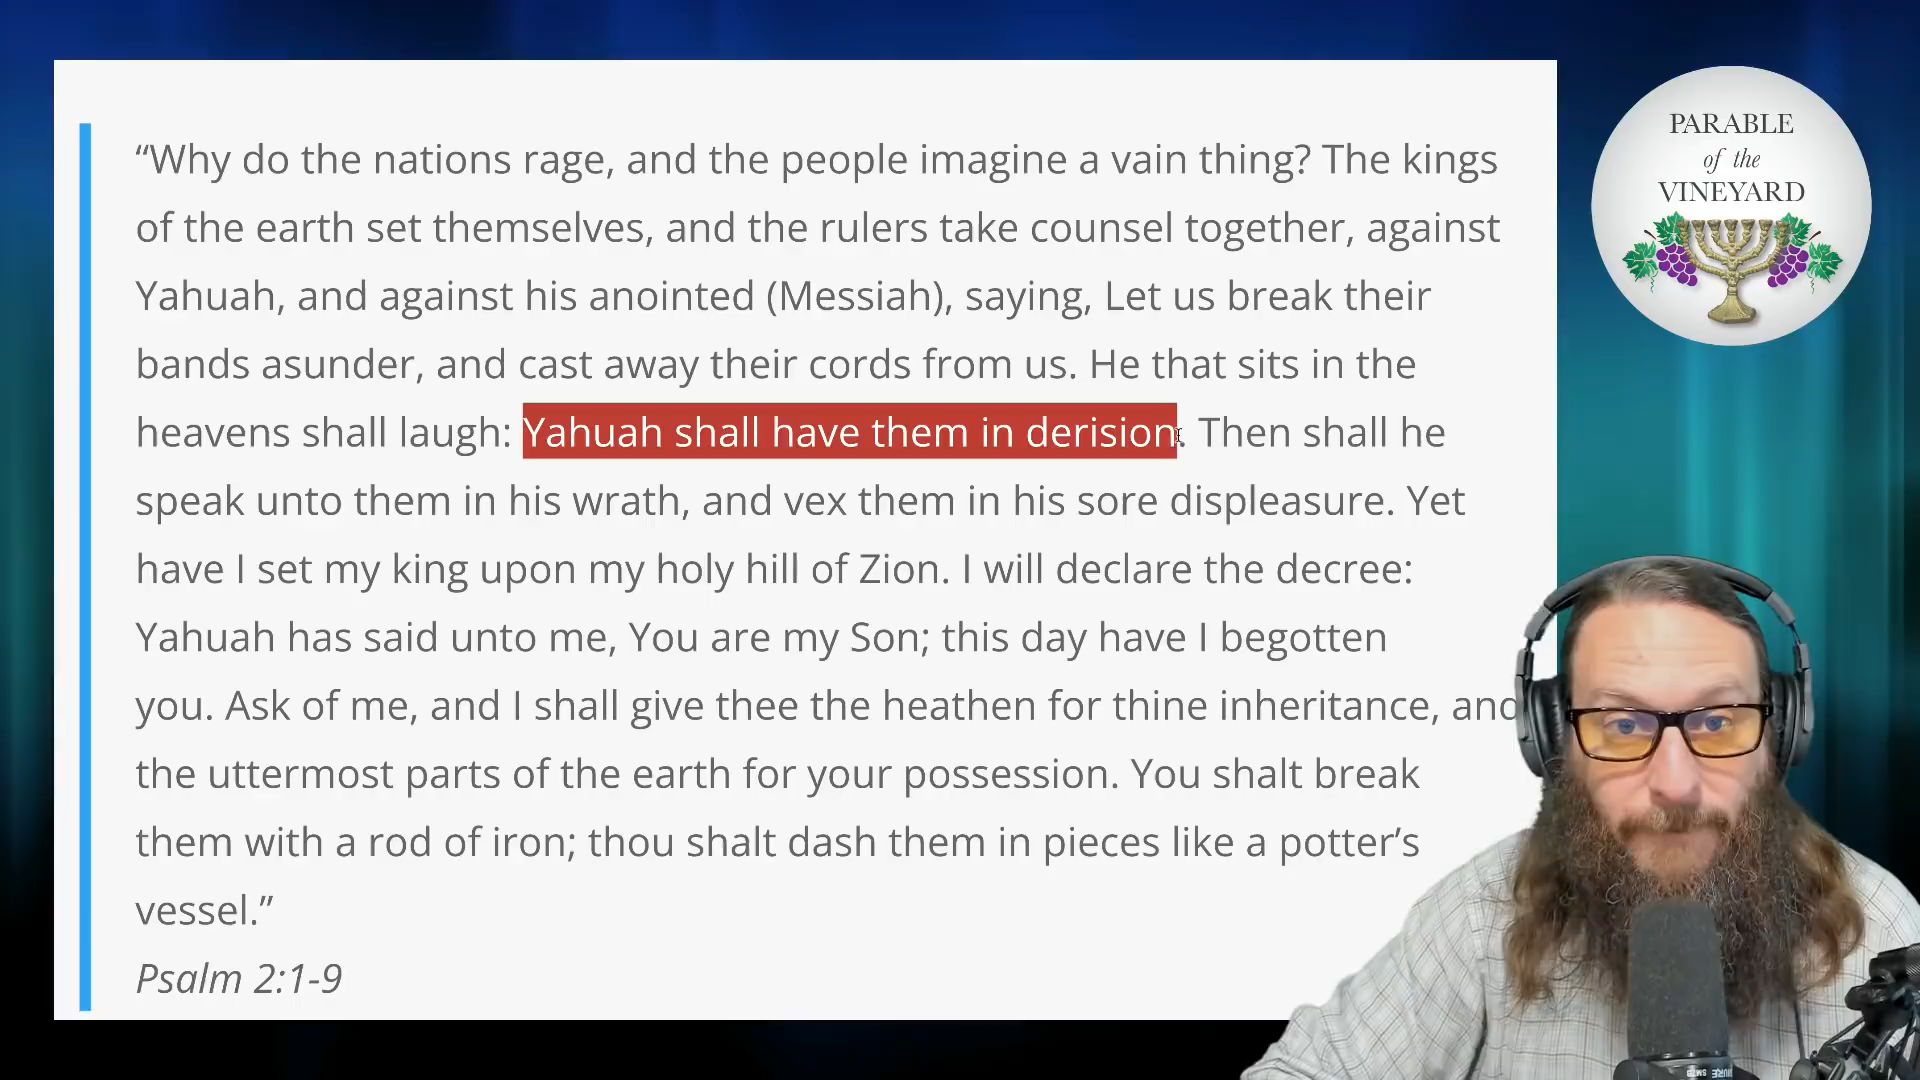 “Why do the nations rage, and the people imagine a vain thing? The kings
of the earth set themselves, and the rulers take counsel together, against
Yahuah, and against his anointed (Messiah), saying, Let us break their
bands asunder, and cast away their cords from us. He that sits in the
heavens shall laugh: Yahuah shall have them in derision. Then shall he
speak unto them in his wrath, and vex them in his sore displeasure. Yet
have I set my king upon my holy hill of Zion. I will declare the decree:
Yahuah has said unto me, You are my Son; this day have I begotten
you. Ask of me, and I shall give thee the heathen for thine inheritance, and
the uttermost parts of the earth for your possession. You shalt break
them with a rod of iron; thou shalt dash them in pieces like a potter’s
vessel.”
Psalm 2:1-9
PARABLE
of the
VINEYARD
SHURE SM7B